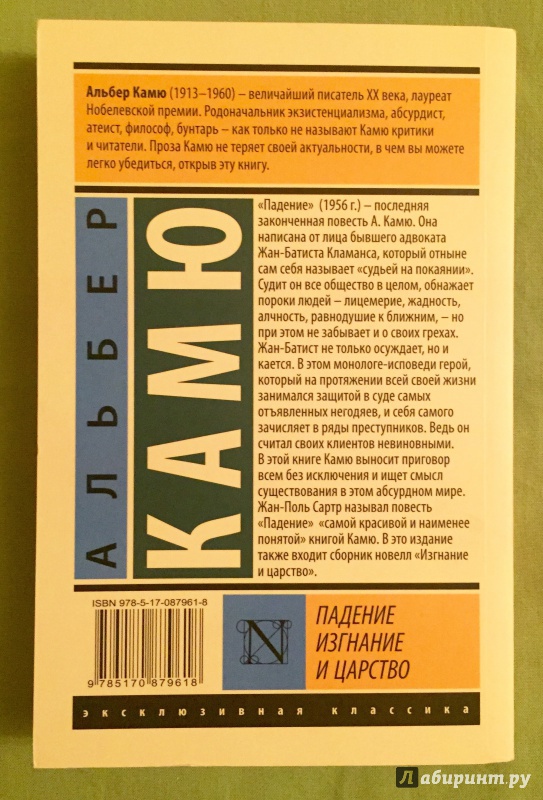 Альбер Камю (1913–1960) – величайший писатель XX века, лауреат
Нобелевской премии. Родоначальник экзистенциализма, абсурдист,
атеист, философ, бунтарь – как только не называют Камю критики
и читатели. Проза Камю не теряет своей актуальности, в чем вы можете
легко убедиться, открыв эту книгу.
АЛЬБЕР
КАМЮ
«Падение» (1956 г.) – последняя
законченная повесть А. Камю. Она
написана от лица бывшего адвоката
Жан-Батиста Кламанса, который отныне
сам себя называет «судьей на покаянии».
Судит он все общество в целом, обнажает
пороки людей – лицемерие, жадность,
алчность, равнодушие к ближним, – но
при этом не забывает и о своих грехах.
Жан-Батист не только осуждает, но и
кается. В этом монологе-исповеди герой,
который на протяжении всей своей жизни
занимался защитой в суде самых
отъявленных негодяев, и себя самого
зачисляет в ряды преступников. Ведь он
считал своих клиентов невиновными.
В этой книге Камю выносит приговор
всем без исключения и ищет смысл
существования в этом абсурдном мире.
Жан-Поль Сартр называл повесть
«Падение» «самой красивой и наименее
понятой» книгой Камю. В это издание
также входит сборник новелл «Изгнание
и царство».
ISBN 978-5-17-087961-8
9 785170 879618
N
ПАДЕНИЕ
ИЗГНАНИЕ
И ЦАРСТВО
эксклюзивная классика
Лабиринт.ру